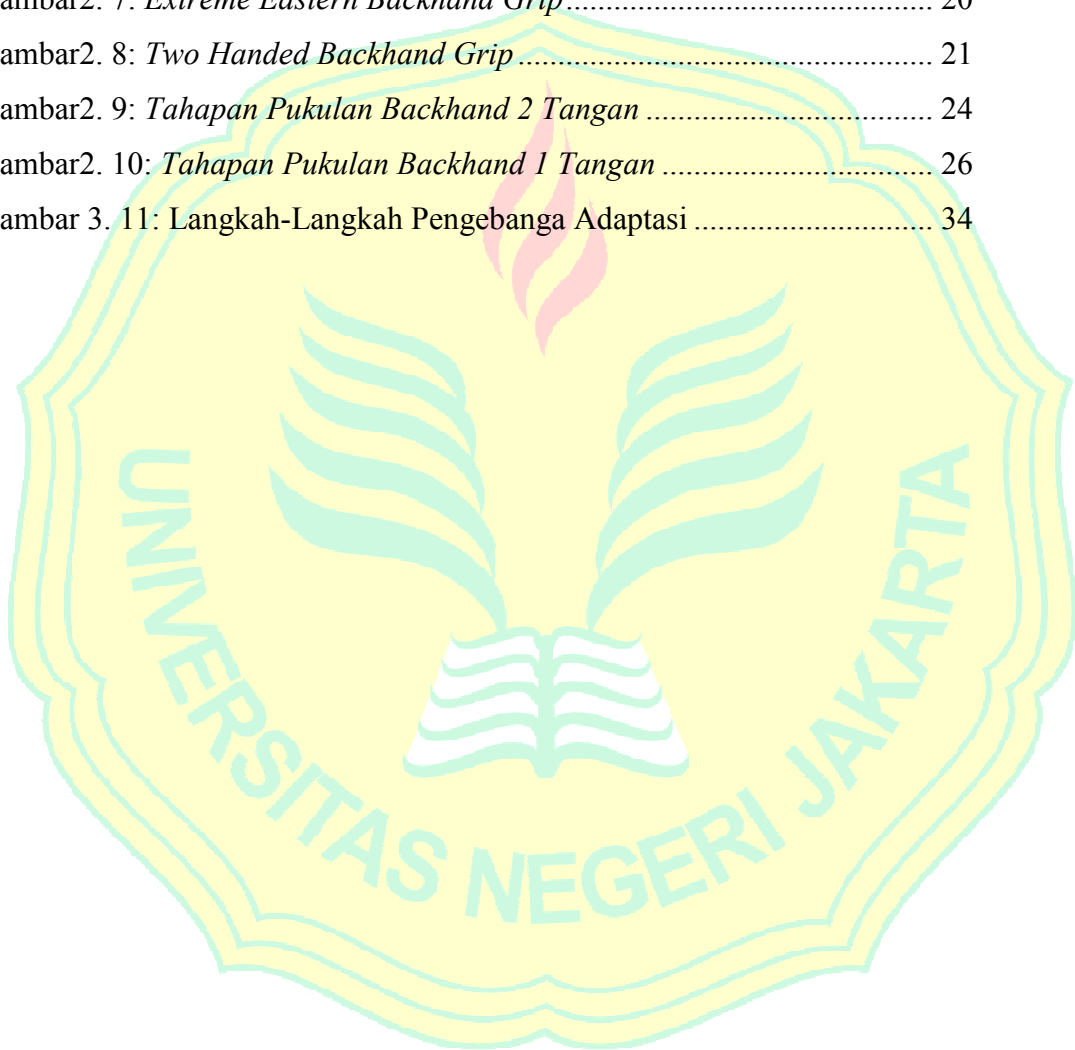 ambar2. 7: Extreme Eastern Backhand Grip........................................... 20
ambar2. 8: Two Handed Backhand Grip................................................ 21
ambar2. 9: Tahapan Pukulan Backhand 2 Tangan ................................. 24
ambar2. 10: Tahapan Pukulan Backhand 1 Tangan ............................... 26
ambar 3. 11: Langkah-Langkah Pengebanga Adaptasi ............................ 34
UNIVERSITAS NEGERI JAKARTA